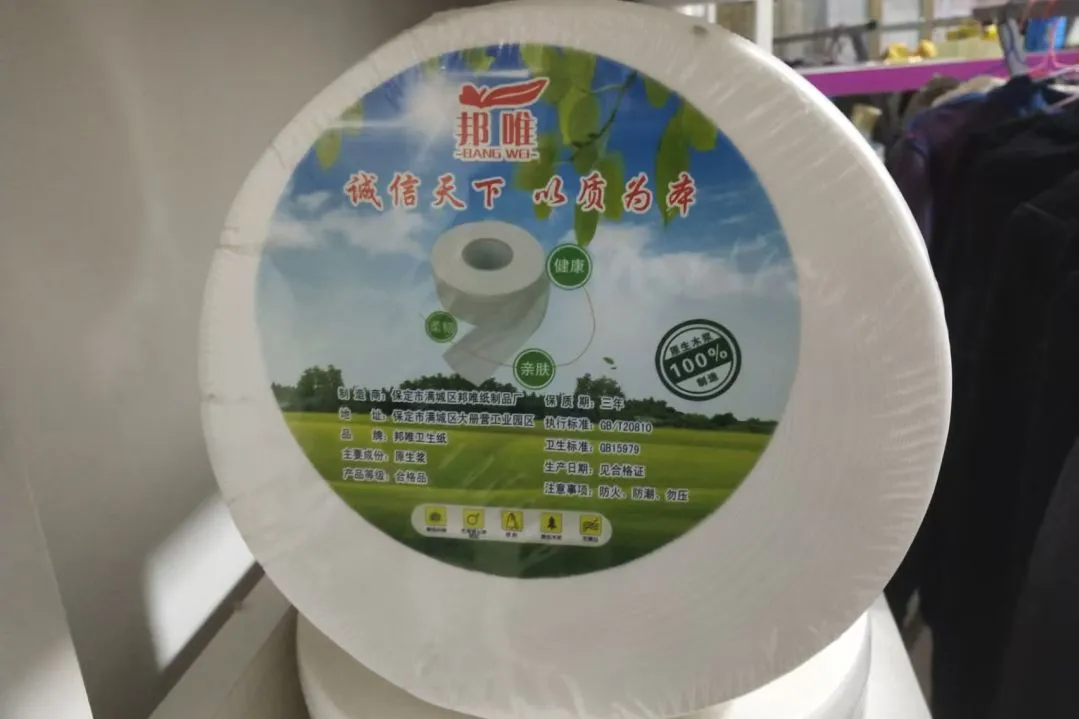 邦唯
-BANG WEI-
诚信天下 以质为本
健康
柔韧
亲肤
原生木浆
100%
制造
制造商: 保定市满城区邦唯纸制品厂
地 址: 保定市满城区大册营工业园区
品 牌: 邦唯卫生纸
主要成份: 原生浆
产品等级: 合格品
保质期: 三年
执行标准: GB/T20810
卫生标准: GB15979
生产日期: 见合格证
注意事项: 防火、防潮、勿压